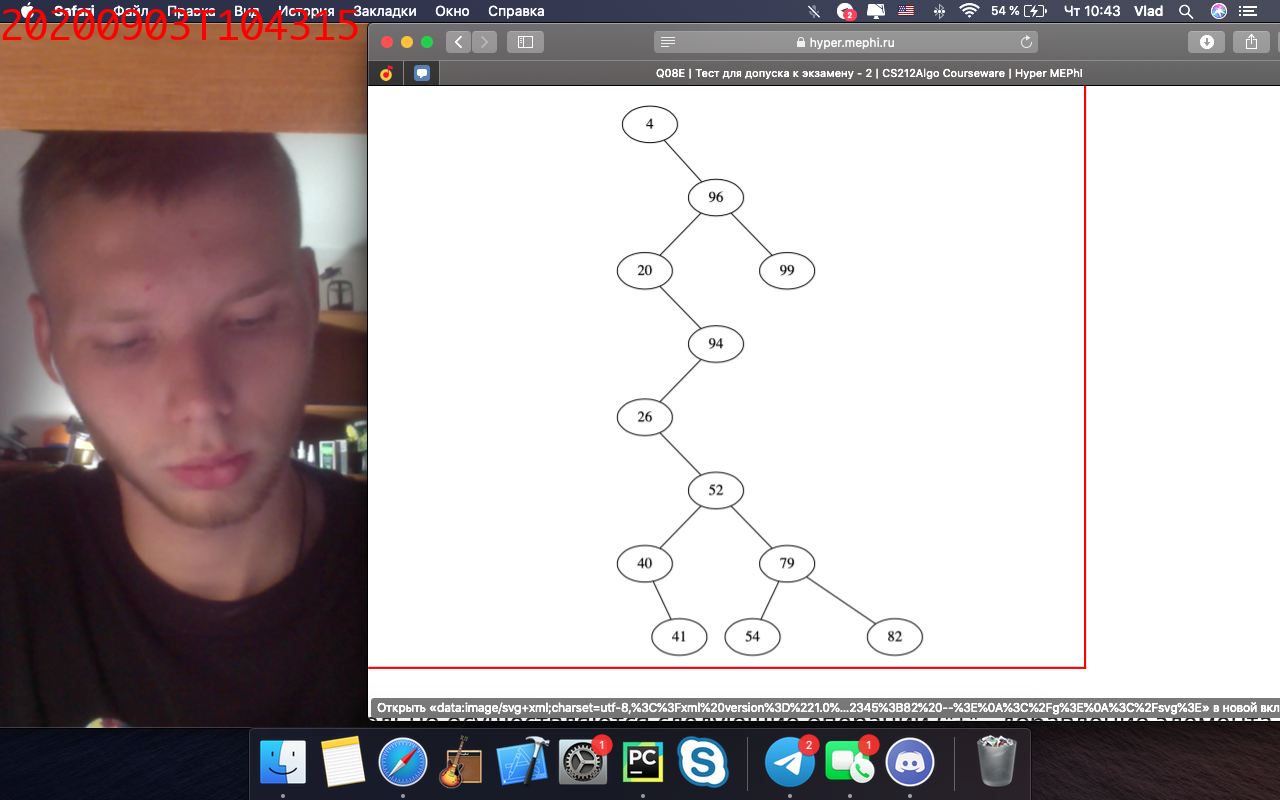 Safari Файл Правка Вид История Закладки Окно Справка 2 54 % Чт 10:43 Vlad
20200903T104315
hyper.mephi.ru
Q08E | Тест для допуска к экзамену - 2 | CS212Algo Courseware | Hyper MEPhI
4
96
20 99
94
26
52
40 79
41 54 82
Открыть «data:image/svg+xml;charset=utf-8,%3C%3Fxml%20version%3D%221.0%...2345%3B82%20--%3E%0A%3C%2Fg%3E%0A%3C%2Fsvg%3E» в новой вкл
1 PC 2 1